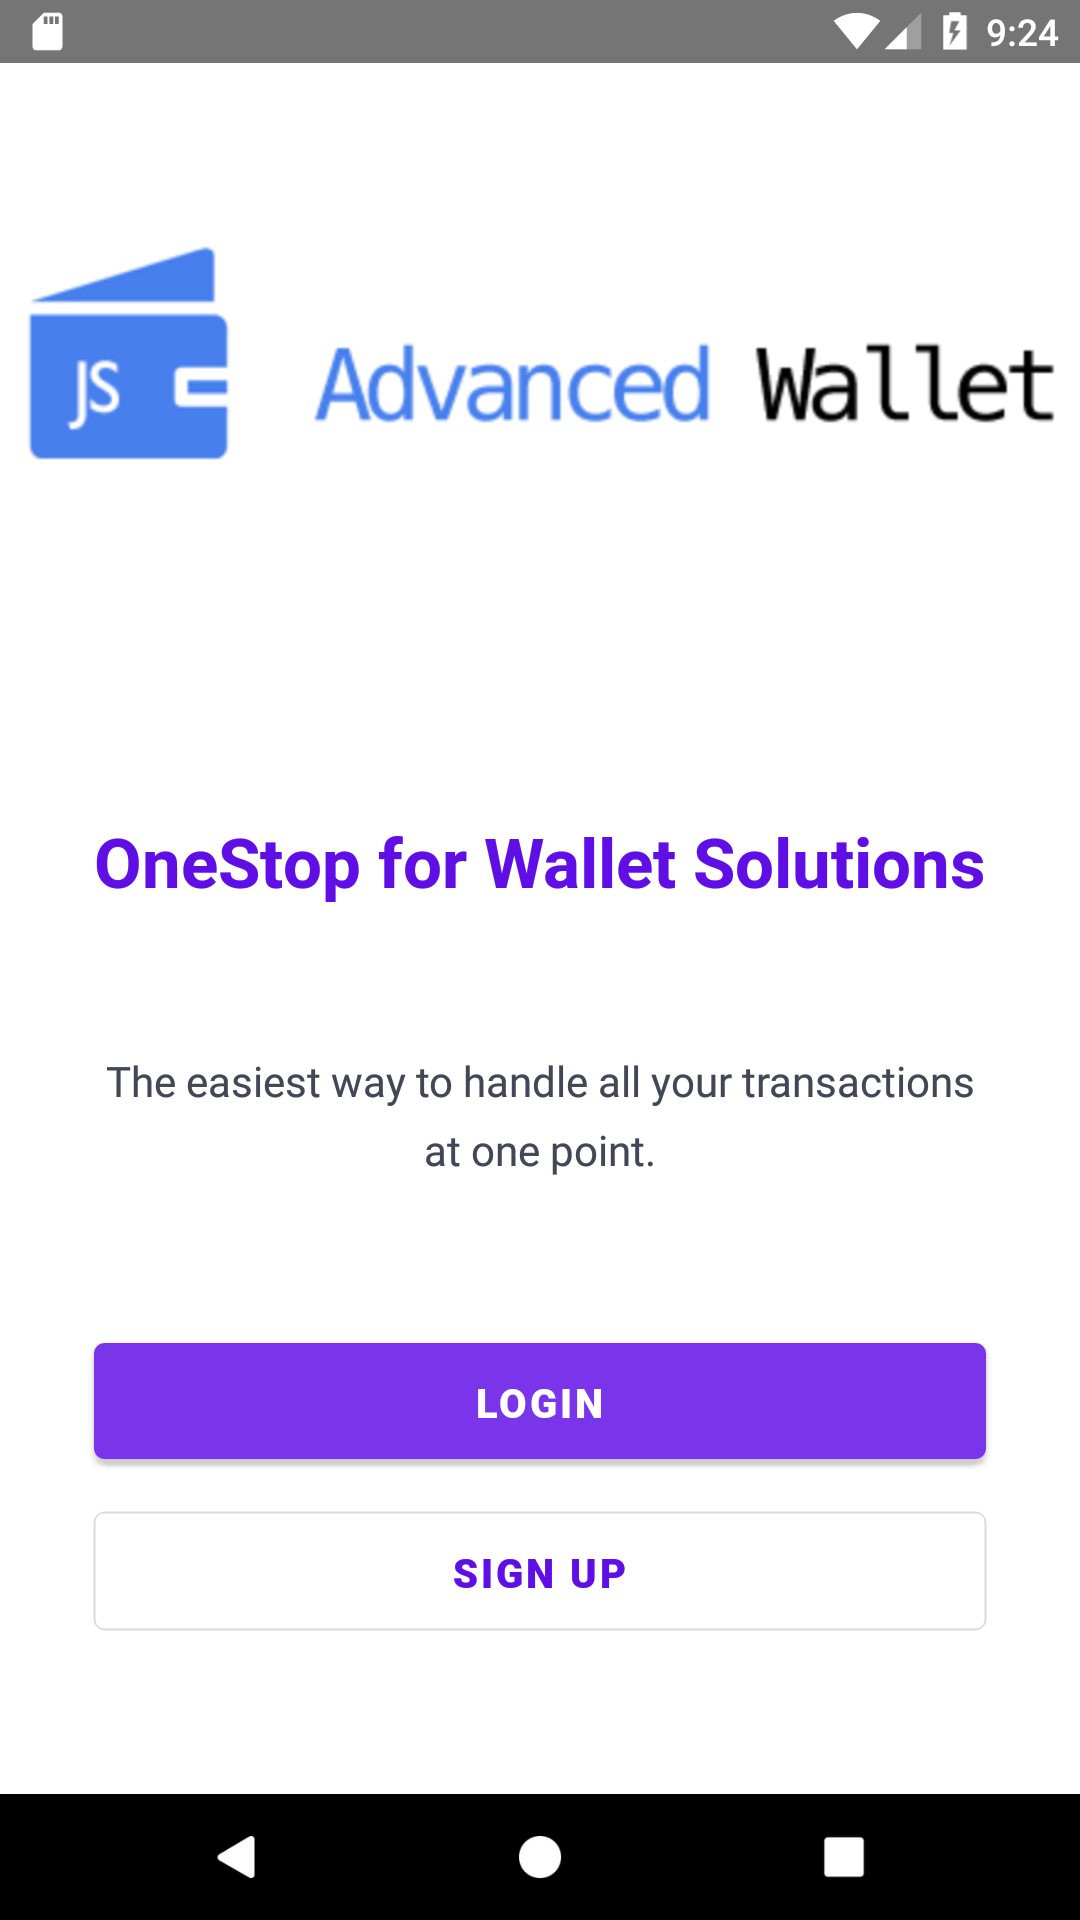 9:24
JS
Advanced Wallet
OneStop for Wallet Solutions
The easiest way to handle all your transactions
at one point.
LOGIN
SIGN UP